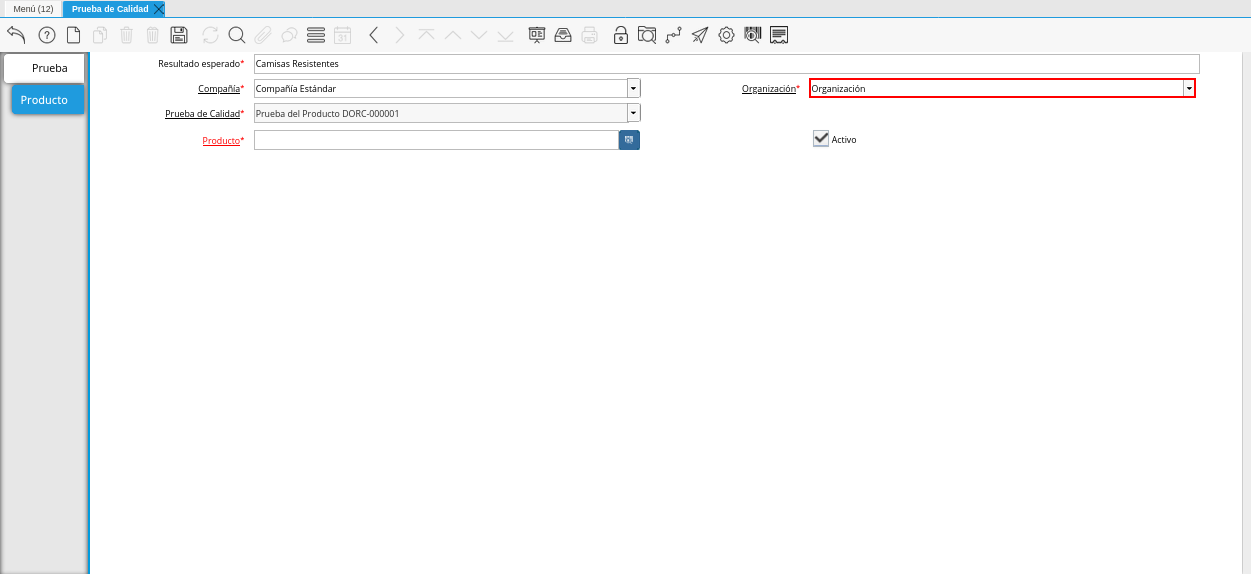 Menú (12) Prueba de Calidad
31
Prueba
Producto
Resultado esperado* Camisas Resistentes
Compañía* Compañía Estándar Organización* Organización
Prueba de Calidad* Prueba del Producto DORC-000001
Producto* Activo